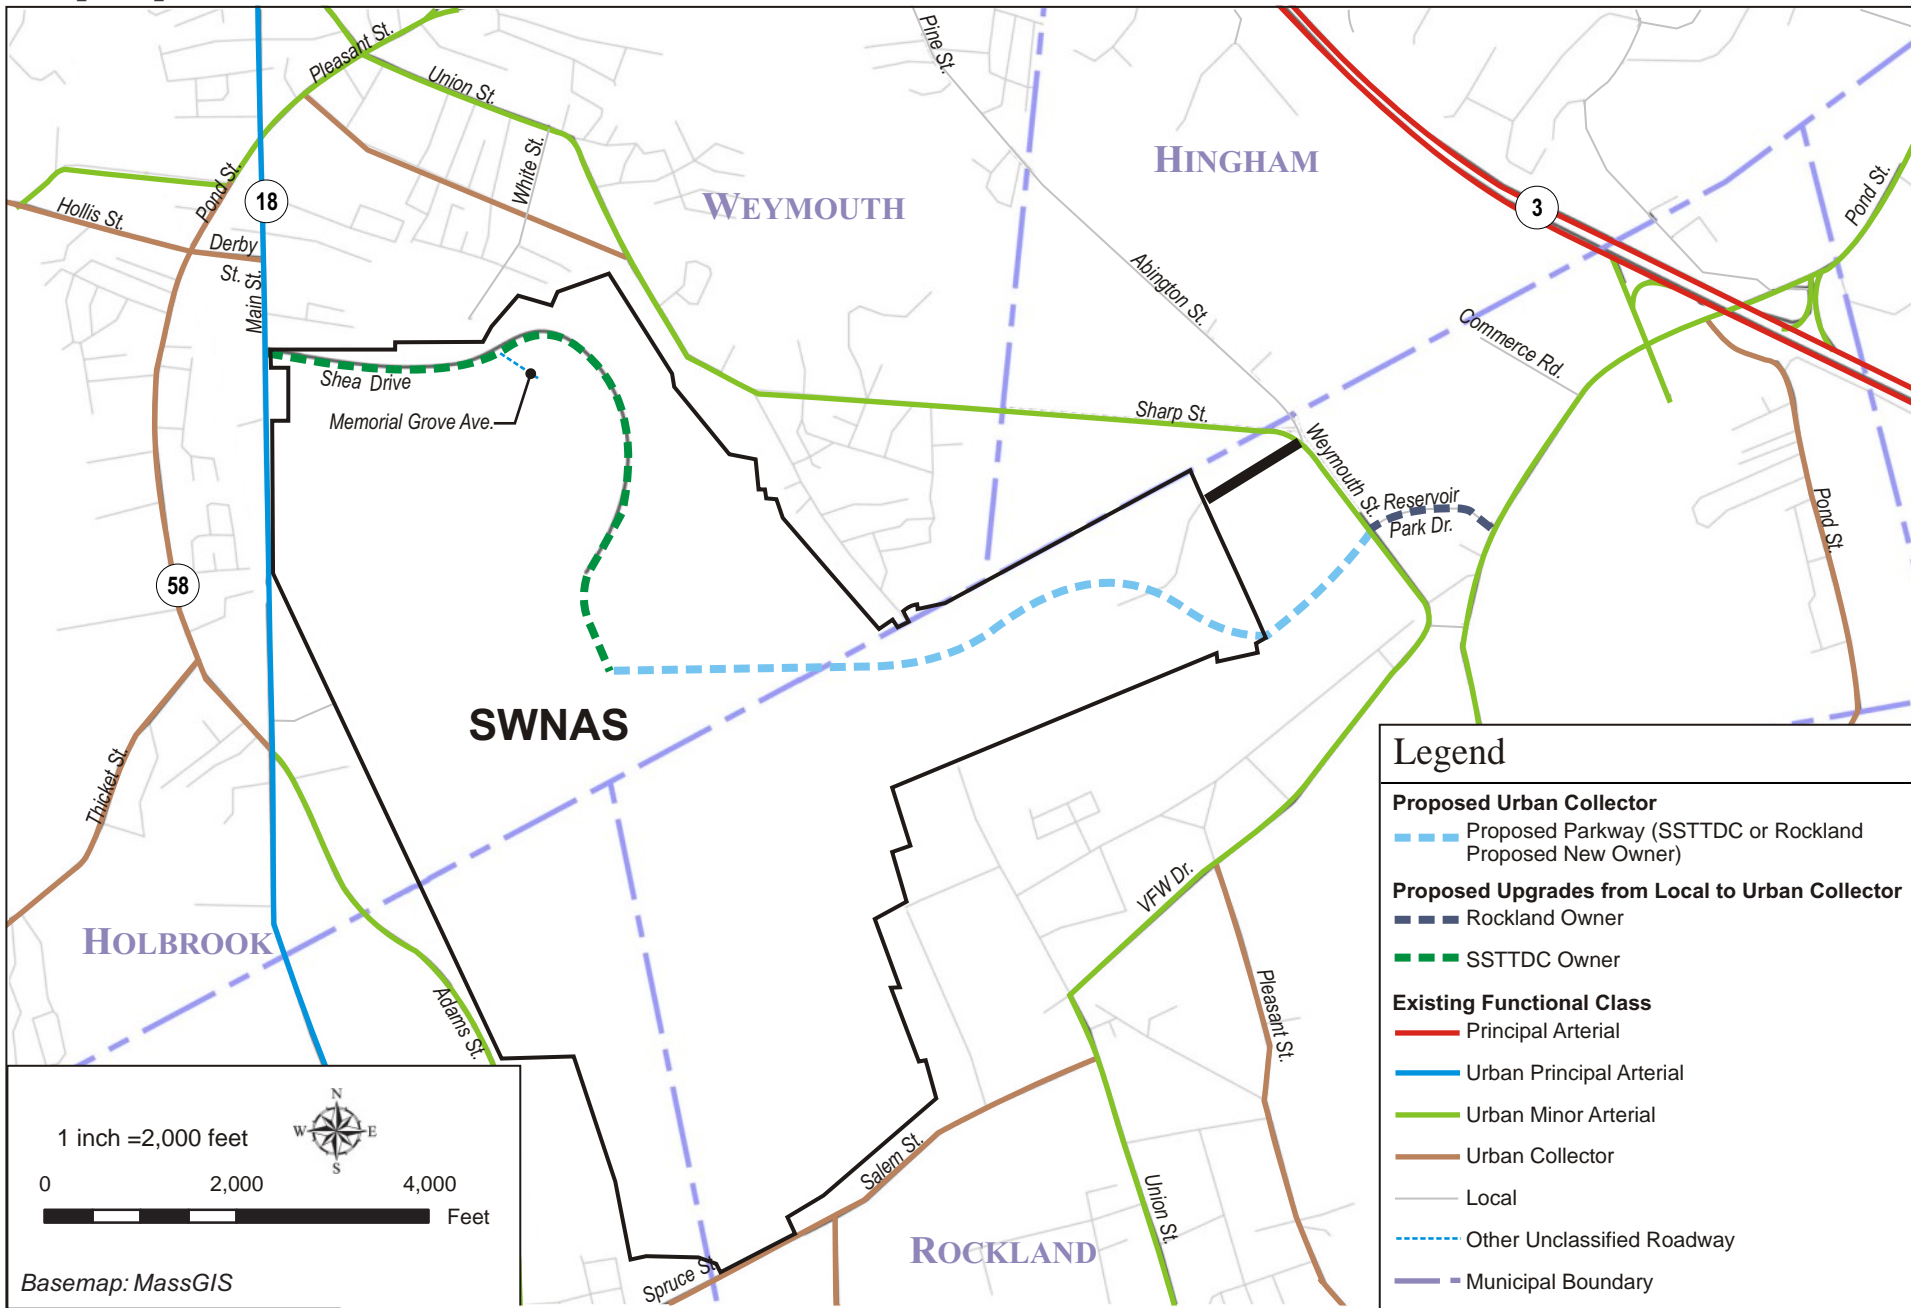 Pleasant St.
Union St.
Pine St.
White St.
Pond St.
18
Hollis St.
Derby
St.
Main St.
WEYMOUTH
HINGHAM
3
Pond St.
Abington St.
Commerce Rd.
Shea Drive
Memorial Grove Ave.
Sharp St.
Weymouth St.
Reservoir
Park Dr.
Pond St.
58
SWNAS
Thicket St.
HOLBROOK
Adams St.
VFW Dr.
Pleasant St.
Salem St.
Union St.
Spruce St.
ROCKLAND
N
W E
S
1 inch =2,000 feet
0 2,000 4,000
Feet
Basemap: MassGIS
Legend
Proposed Urban Collector
Proposed Parkway (SSTTDC or Rockland
Proposed New Owner)
Proposed Upgrades from Local to Urban Collector
Rockland Owner
SSTTDC Owner
Existing Functional Class
Principal Arterial
Urban Principal Arterial
Urban Minor Arterial
Urban Collector
Local
Other Unclassified Roadway
Municipal Boundary